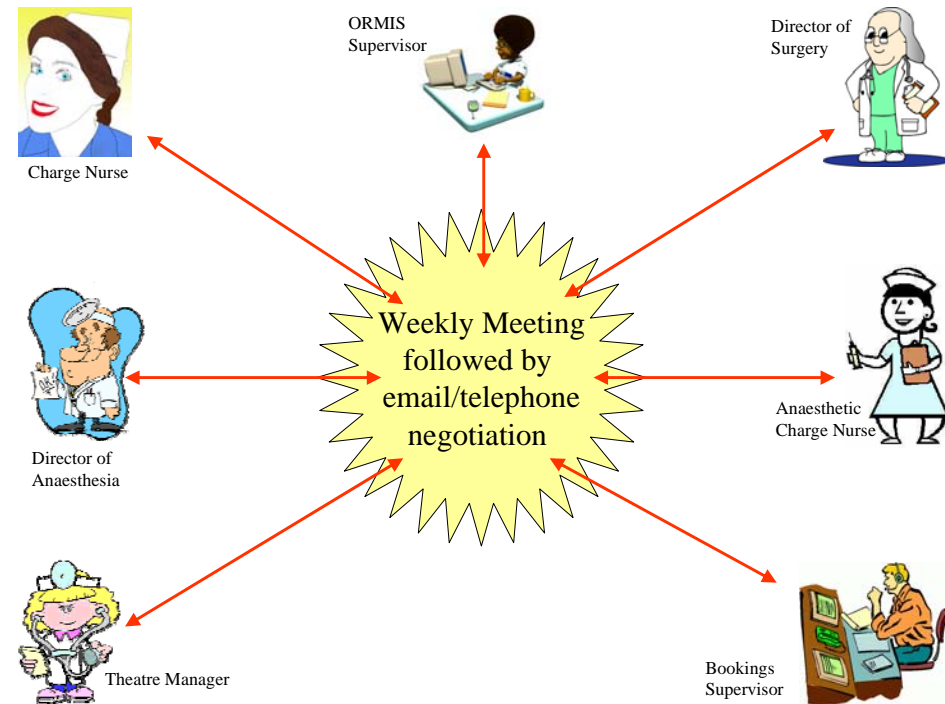 ORMIS
Supervisor
Director of
Surgery
Charge Nurse
Weekly Meeting
followed by
email/telephone
negotiation
Anaesthetic
Charge Nurse
Director of
Anaesthesia
Theatre Manager
Bookings
Supervisor